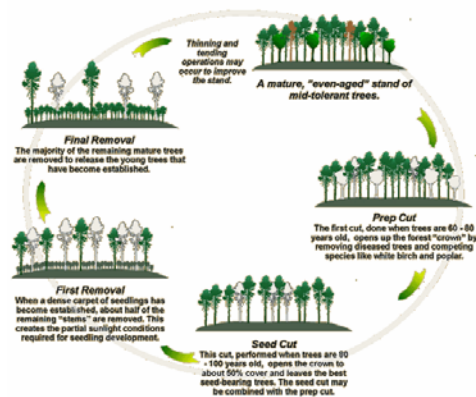 Thinning and
tending operations may
occur to improve
the stand.
A mature, "even-aged" stand of
mid-tolerant trees.
Prep Cut
The first cut, done when trees are 60 - 80
years old, opens up the forest "crown" by
removing diseased trees and competing
species like white birch and poplar.
Seed Cut
This cut, performed when trees are 80
- 100 years old, opens the crown to
about 50% cover and leaves the best
seed-bearing trees. The seed cut may
be combined with the prep cut.
First Removal
When a dense carpet of seedlings has
become established, about half of the
remaining "stems" are removed. This
creates the partial sunlight conditions
required for seedling development.
Final Removal
The majority of the remaining mature trees
are removed to release the young trees that
have become established.